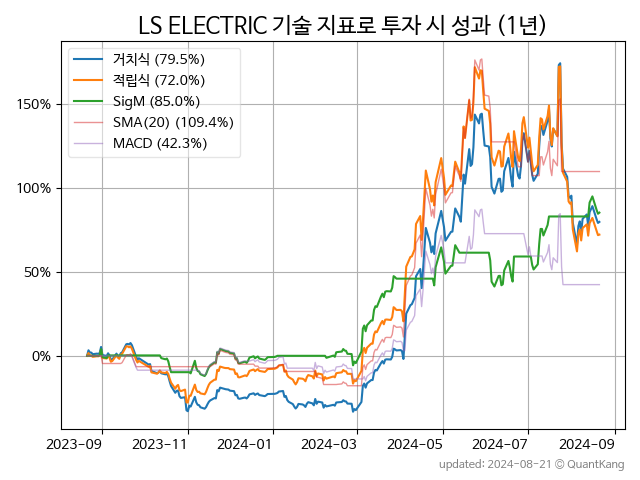 LS ELECTRIC 기술 지표로 투자 시 성과 (1년)
거치식 (79.5%)
적립식 (72.0%)
SigM (85.0%)
SMA(20) (109.4%)
MACD (42.3%)
150%
100%
50%
0%
2023-09 2023-11 2024-01 2024-03 2024-05 2024-07 2024-09
updated: 2024-08-21 © QuantKang